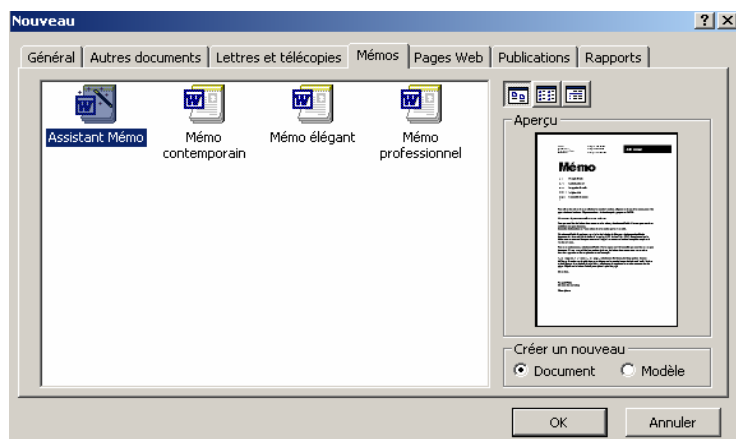 Nouveau
Général Autres documents Lettres et télécopies Mémos Pages Web Publications Rapports
Assistant Mémo
Mémo contemporain
Mémo élégant
Mémo professionnel
Aperçu
Mémo
Créer un nouveau
Document Modèle
OK Annuler